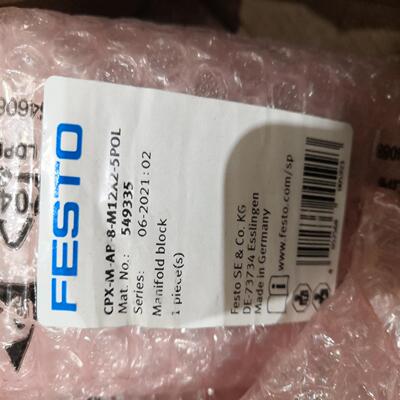 FESTO
CPX-M-AP-8-M12X2-5POL
Mat. No.: 549335
Series: 06-2021:02
Manifold block
1 piece(s)
Festo SE & Co. KG
DE-73734 Esslingen
Made in Germany
www.festo.com/sp